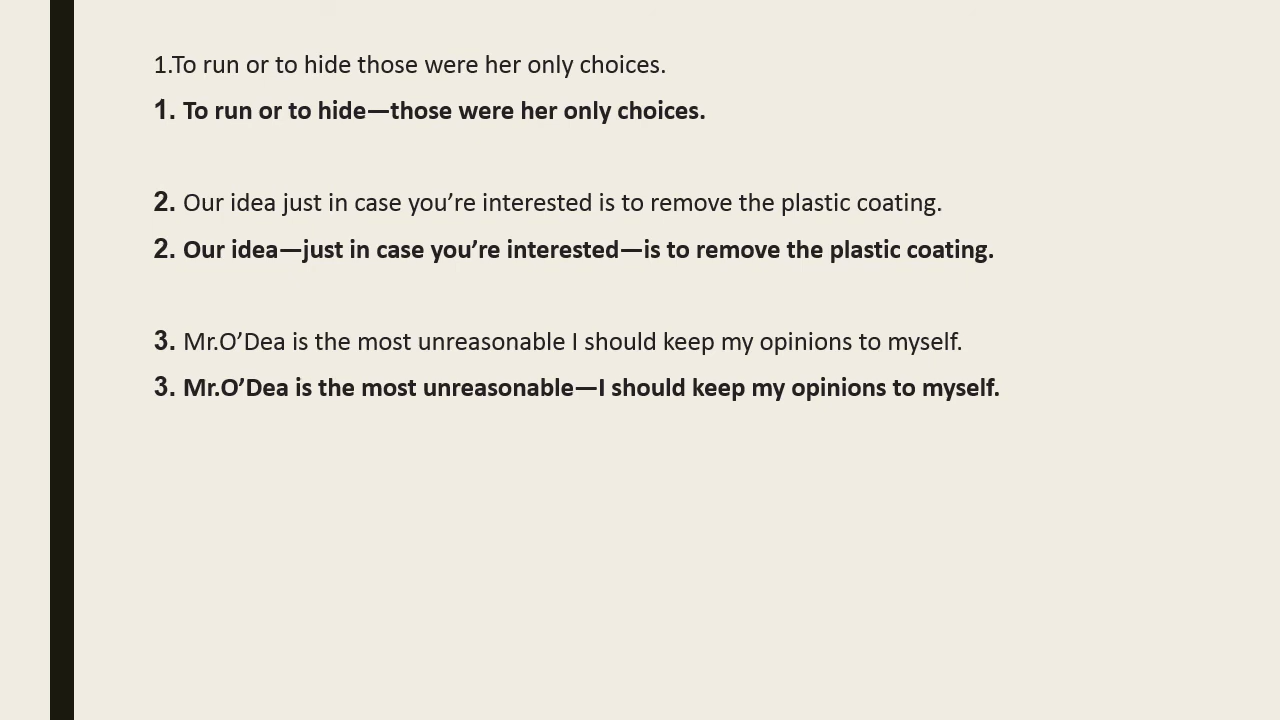 1.To run or to hide those were her only choices.
1. To run or to hide—those were her only choices.
2. Our idea just in case you’re interested is to remove the plastic coating.
2. Our idea—just in case you’re interested—is to remove the plastic coating.
3. Mr.O’Dea is the most unreasonable I should keep my opinions to myself.
3. Mr.O’Dea is the most unreasonable—I should keep my opinions to myself.